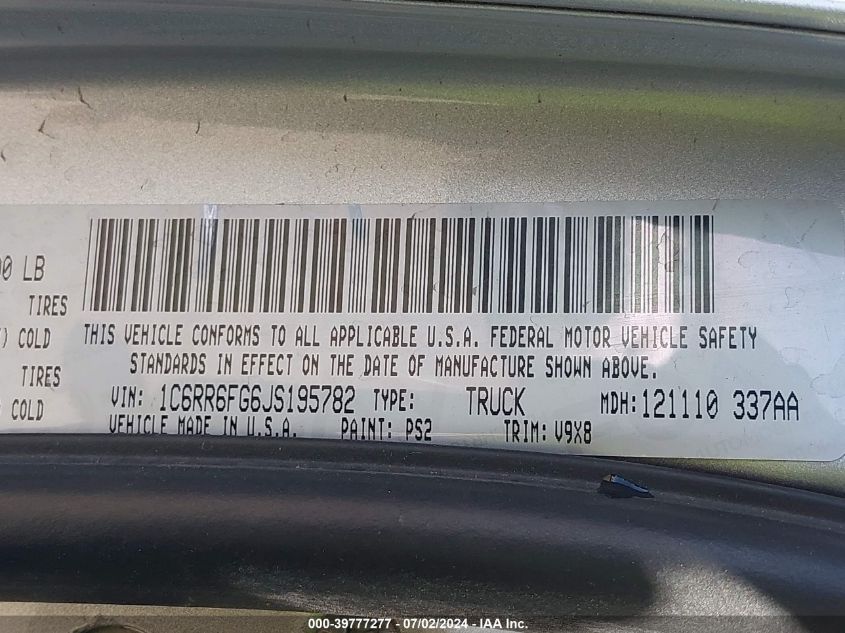 00 LB
TIRES
) COLD
TIRES
COLD
THIS VEHICLE CONFORMS TO ALL APPLICABLE U.S.A. FEDERAL MOTOR VEHICLE SAFETY
STANDARDS IN EFFECT ON THE DATE OF MANUFACTURE SHOWN ABOVE.
VIN: 1C6RR6FG6JS195782 TYPE: TRUCK MDH: 121110 337AA
VEHICLE MADE IN U.S.A. PAINT: PS2 TRIM: V9X8
000-39777277 - 07/02/2024 - IAA Inc.